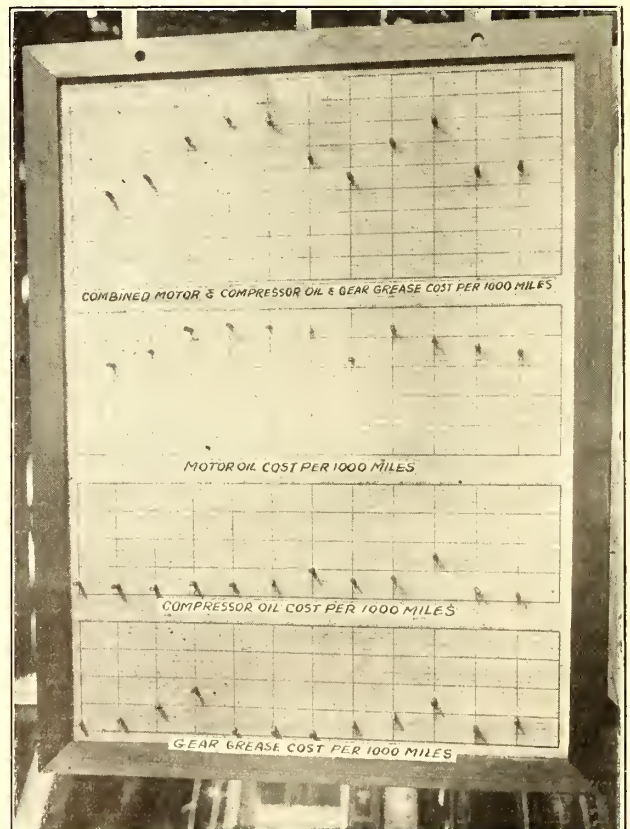 COMBINED MOTOR & COMPRESSOR OIL & GEAR GREASE COST PER 1000 MILES
MOTOR OIL COST PER 1000 MILES
COMPRESSOR OIL COST PER 1000 MILES
GEAR GREASE COST PER 1000 MILES